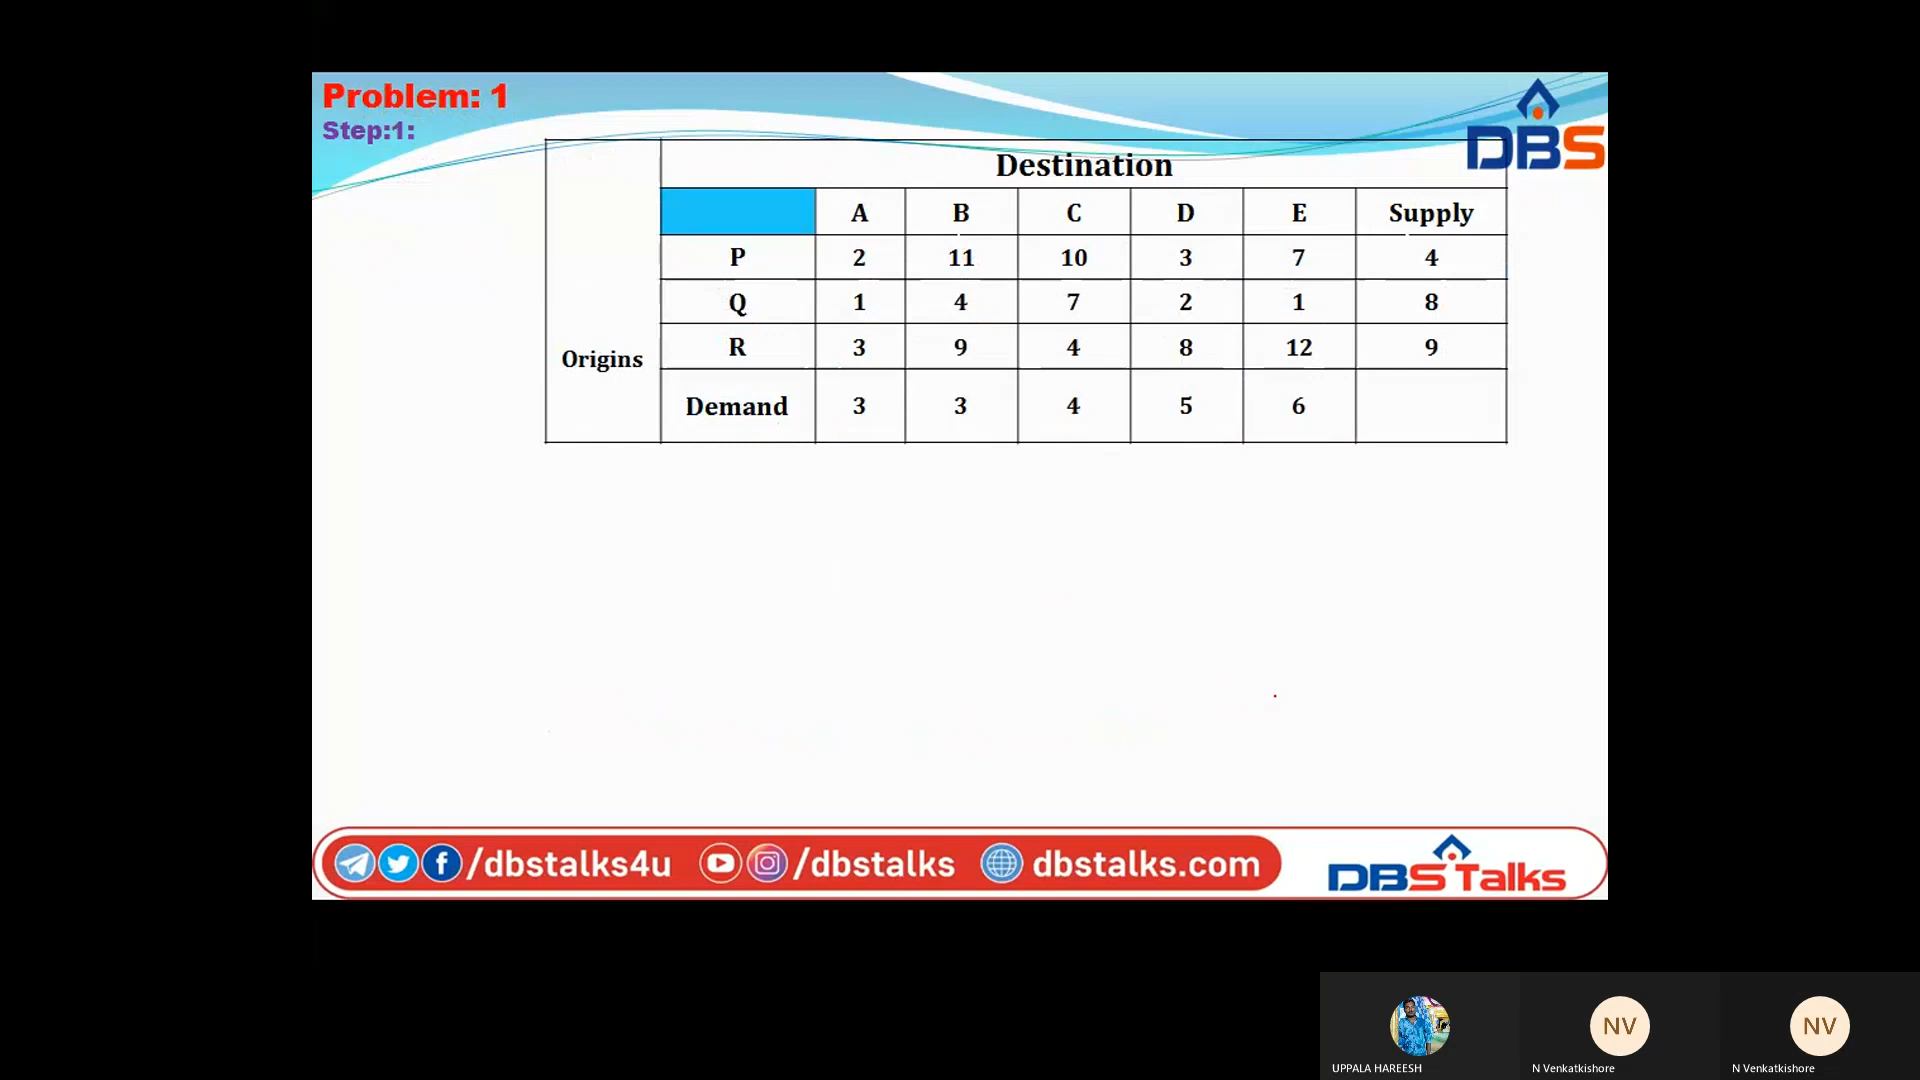 Problem: 1
Step:1:
DBS
Destination
A B C D E Supply
P 2 11 10 3 7 4
Q 1 4 7 2 1 8
R 3 9 4 8 12 9
Origins
Demand 3 3 4 5 6
/dbstalks4u /dbstalks dbstalks.com DBS Talks
NV NV
UPPALA HAREESH N Venkatkishore N Venkatkishore